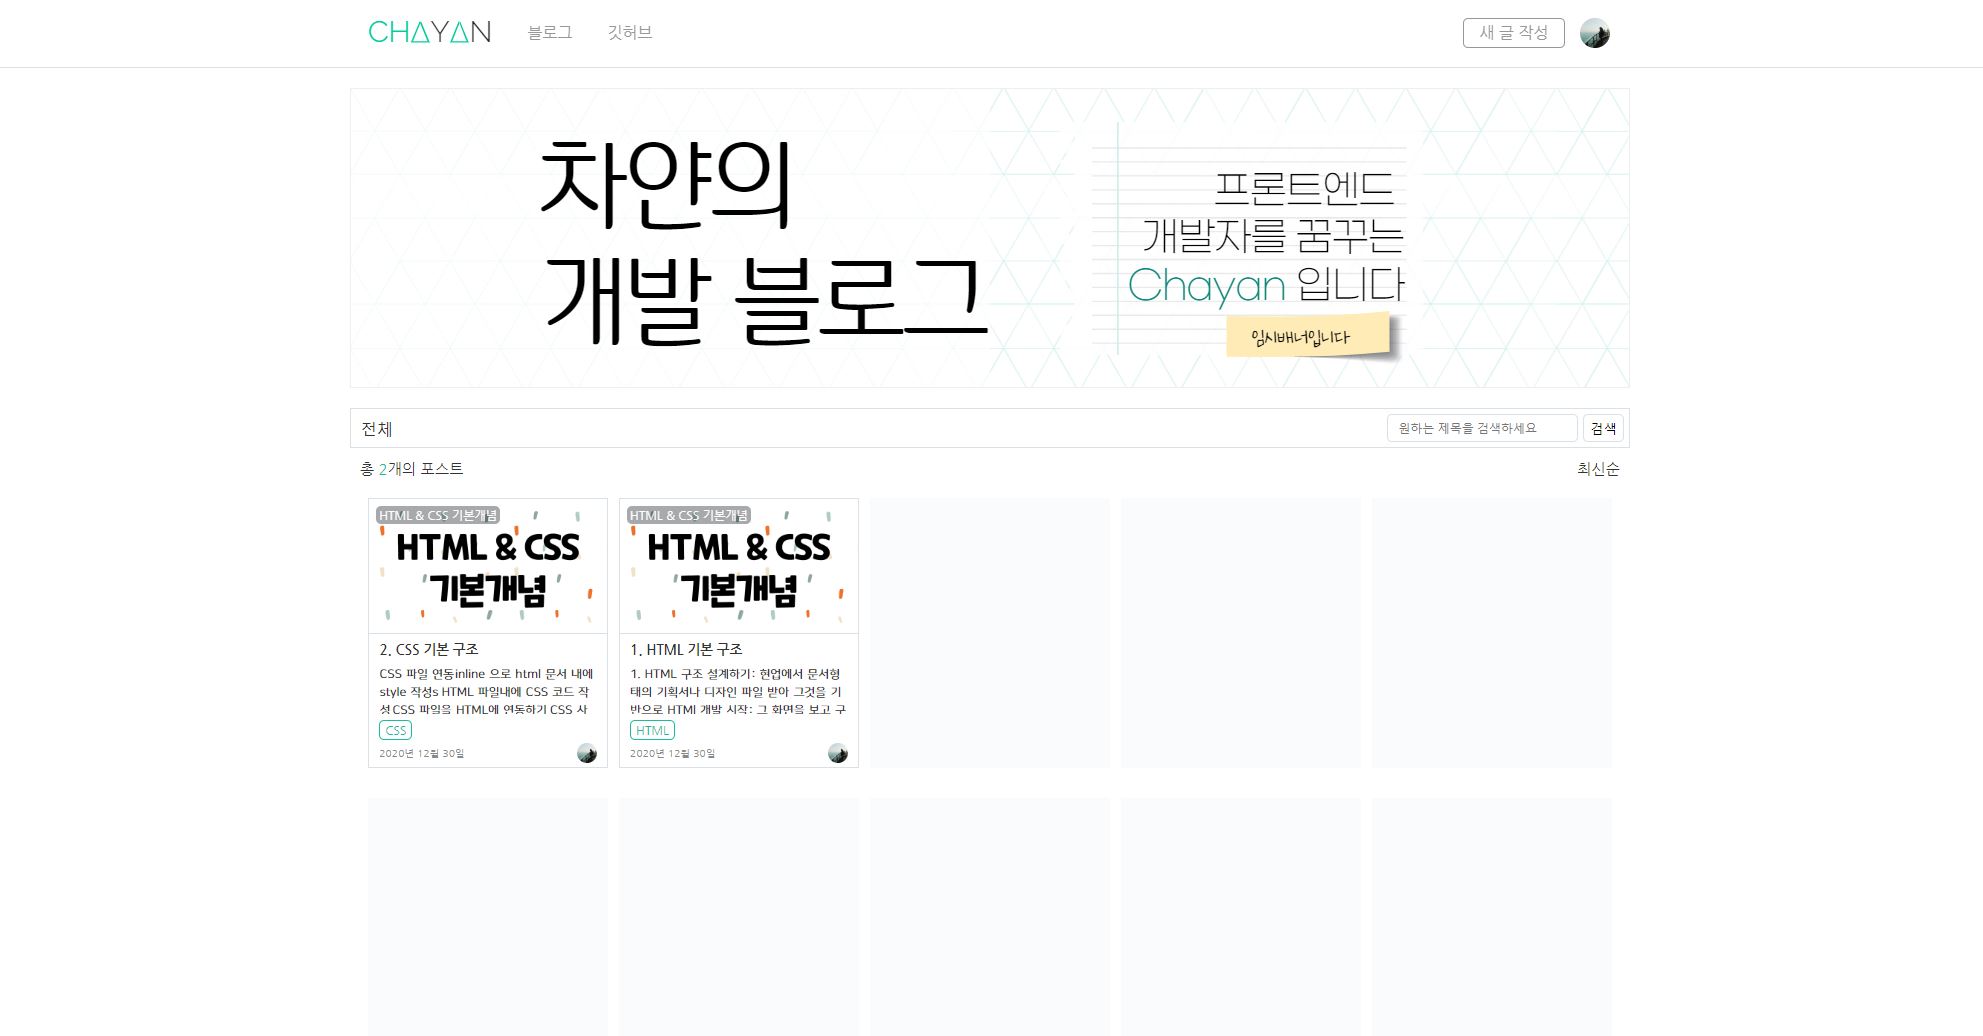 CHAYAN
블로그
깃허브
새 글 작성
차얀의
개발 블로그
프론트엔드
개발자를 꿈꾸는
Chayan 입니다
임시배너입니다
전체
원하는 제목을 검색하세요
검색
총 2개의 포스트
최신순
HTML & CSS 기본개념
HTML & CSS
기본개념
2. CSS 기본 구조
CSS 파일 연동inline 으로 html 문서 내에
style 작성s HTML 파일내에 CSS 코드 작
성CSS 파일을 HTML에 연동하기 CSS 사
CSS
2020년 12월 30일
HTML & CSS 기본개념
HTML & CSS
기본개념
1. HTML 기본 구조
1. HTML 구조 설계하기: 현업에서 문서형
태의 기획서나 디자인 파일 받아 그것을 기
반으로 HTML 개발 시작: 그 화면을 보고 구
HTML
2020년 12월 30일